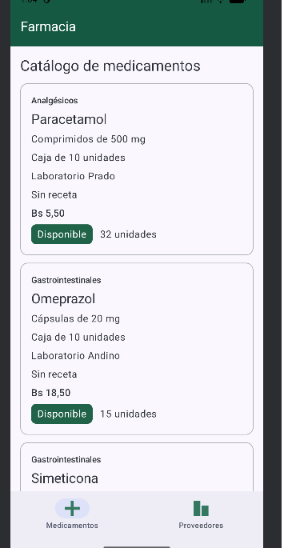 Farmacia
Catálogo de medicamentos
Analgésicos
Paracetamol
Comprimidos de 500 mg
Caja de 10 unidades
Laboratorio Prado
Sin receta
Bs 5,50
Disponible 32 unidades
Gastrointestinales
Omeprazol
Cápsulas de 20 mg
Caja de 10 unidades
Laboratorio Andino
Sin receta
Bs 18,50
Disponible 15 unidades
Gastrointestinales
Simeticona
Medicamentos Proveedores